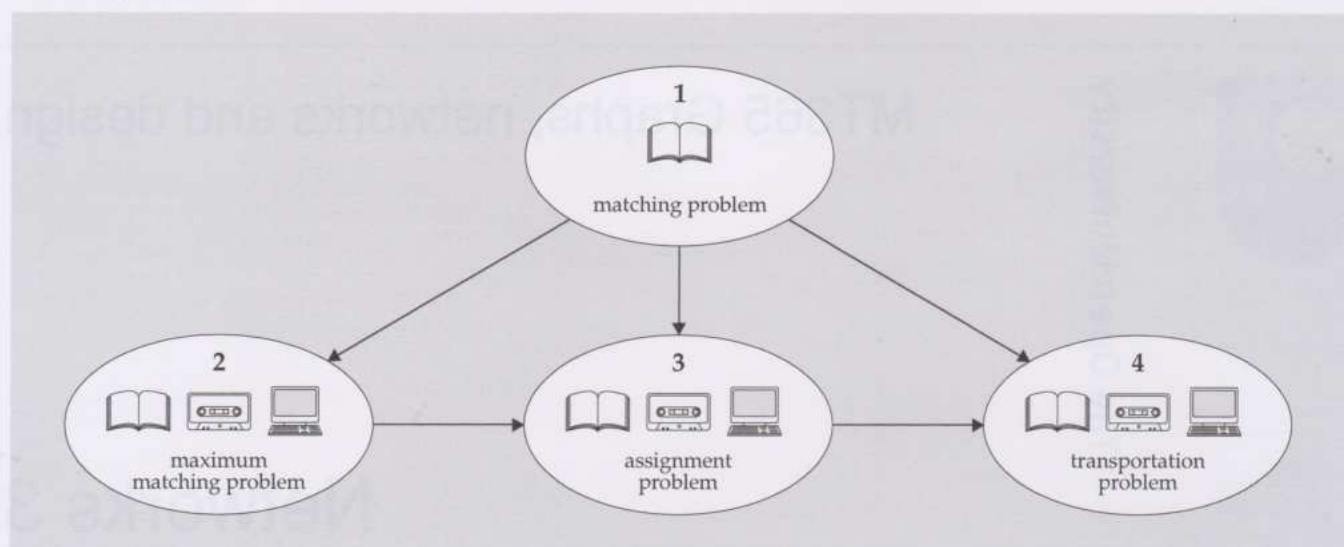 1
matching problem
2
maximum
matching problem
3
assignment
problem
4
transportation
problem
MT365 Graphs, networks and design
Networks 3